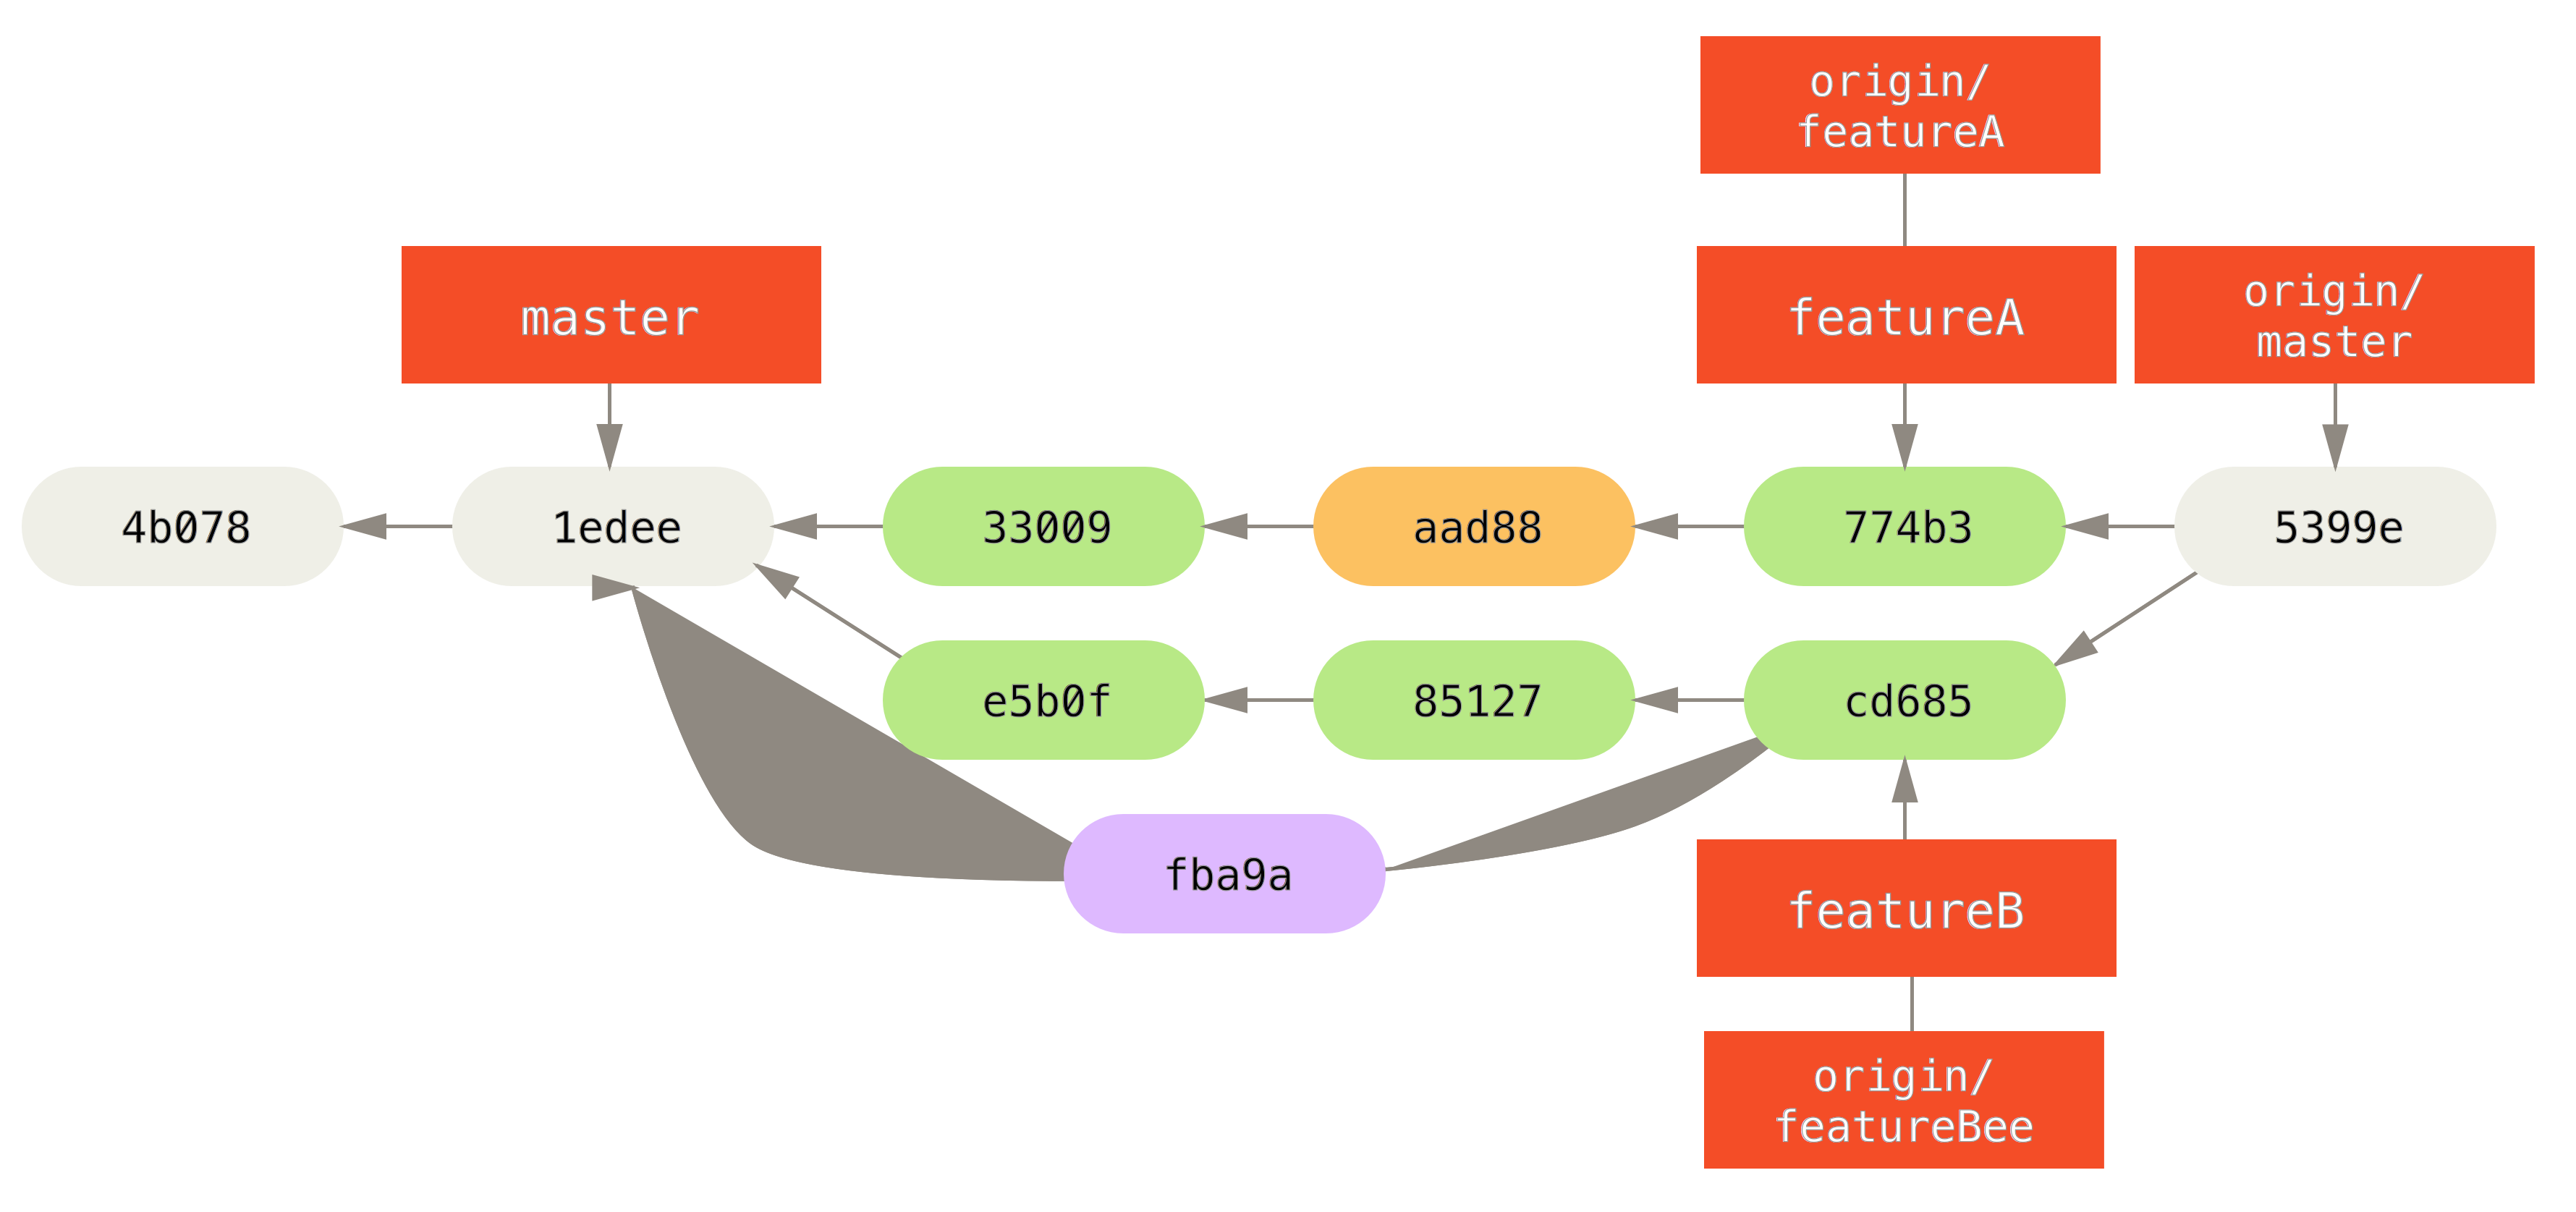 origin/
featureA
master
featureA
origin/
master
4b078
1edee
33009
aad88
774b3
5399e
e5b0f
85127
cd685
fba9a
featureB
origin/
featureBee